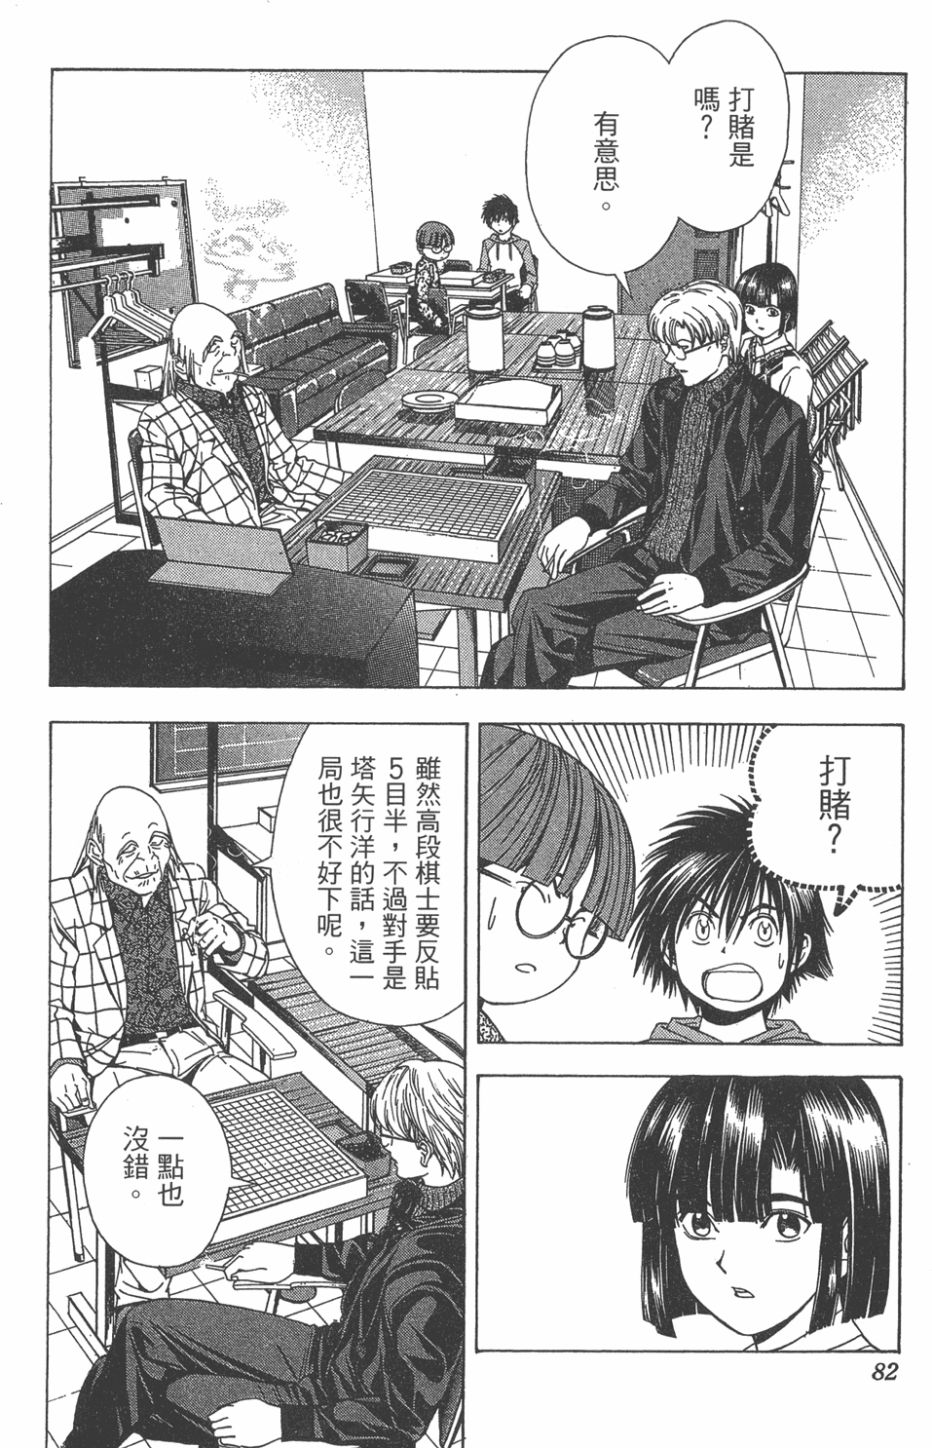 打賭是
嗎？
有意思。
打賭？
雖然高段棋士要反貼
5目半，不過對手是
塔矢行洋的話，這一
局也很不好下呢。
一點也
沒錯。
82